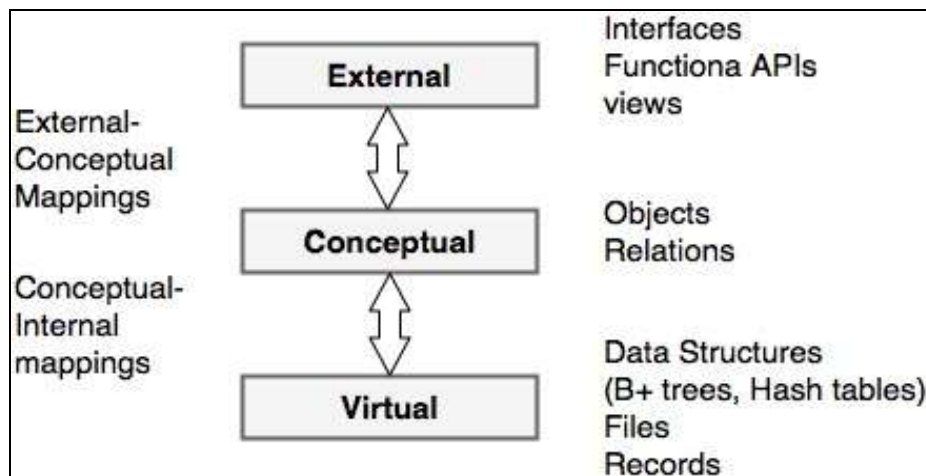 External
Interfaces
Functiona APIs
views
External-
Conceptual
Mappings
Conceptual
Objects
Relations
Conceptual-
Internal
mappings
Virtual
Data Structures
(B+ trees, Hash tables)
Files
Records